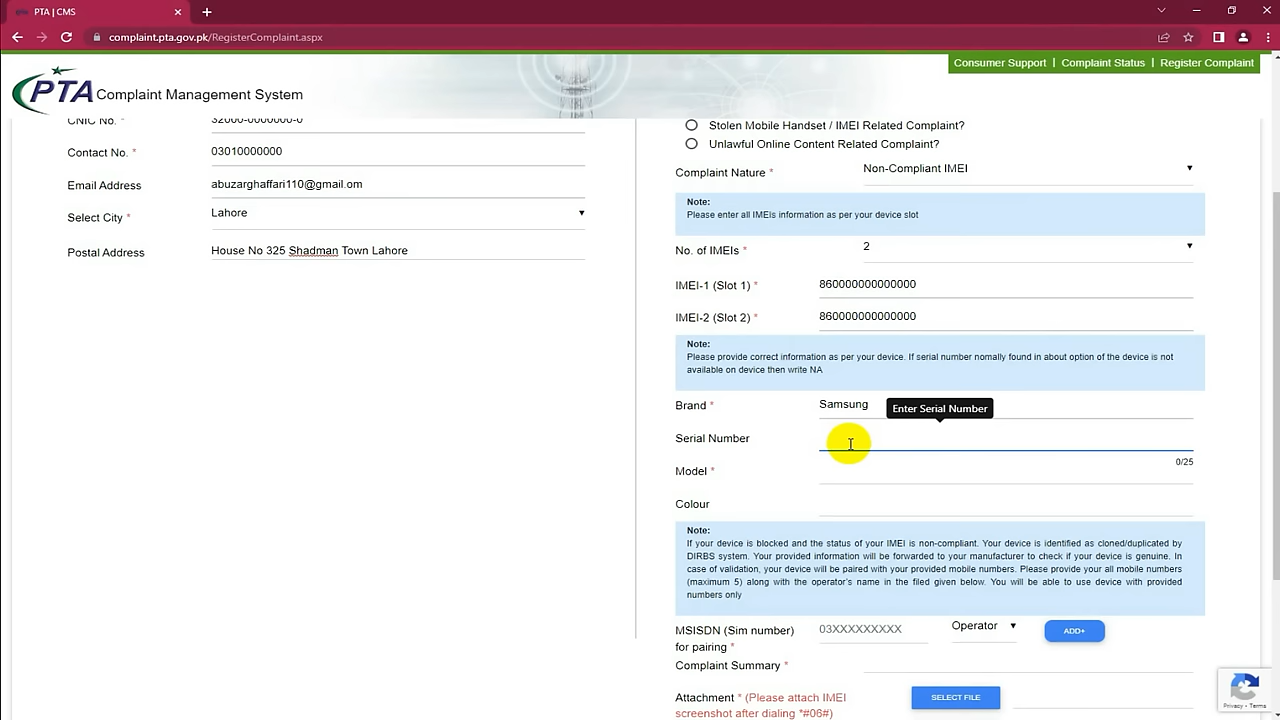 PTA | CMS
complaint.pta.gov.pk/RegisterComplaint.aspx
Consumer Support | Complaint Status | Register Complaint
PTA Complaint Management System
CNIC No. * 32000-0000000-0
Contact No. * 03010000000
Email Address abuzarghaffari110@gmail.om
Select City * Lahore
Postal Address House No 325 Shadman Town Lahore
Stolen Mobile Handset / IMEI Related Complaint?
Unlawful Online Content Related Complaint?
Complaint Nature * Non-Compliant IMEI
Note:
Please enter all IMEIs information as per your device slot
No. of IMEIs * 2
IMEI-1 (Slot 1) * 860000000000000
IMEI-2 (Slot 2) * 860000000000000
Note:
Please provide correct information as per your device. If serial number nomally found in about option of the device is not
available on device then write NA
Brand * Samsung
Enter Serial Number
Serial Number
0/25
Model *
Colour
Note:
If your device is blocked and the status of your IMEI is non-compliant. Your device is identified as cloned/duplicated by
DIRBS system. Your provided information will be forwarded to your manufacturer to check if your device is genuine. In
case of validation, your device will be paired with your provided mobile numbers. Please provide your all mobile numbers
(maximum 5) along with the operator's name in the filed given below. You will be able to use device with provided
numbers only
MSISDN (Sim number) 03XXXXXXXXX Operator ADD+
for pairing *
Complaint Summary *
Attachment * (Please attach IMEI SELECT FILE
screenshot after dialing *#06#)
Privacy - Terms